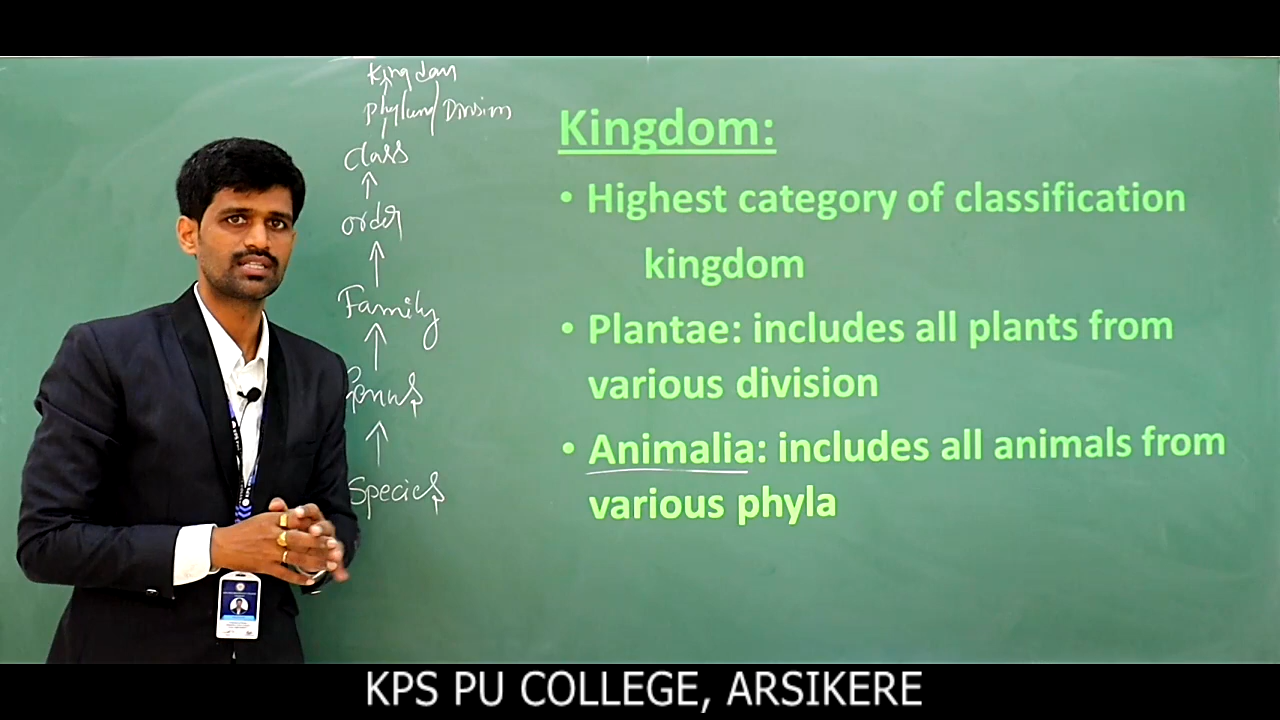 Kingdom
phylum/ Division
class
order
Family
Genus
Species
Kingdom:
• Highest category of classification
kingdom
• Plantae: includes all plants from
various division
• Animalia: includes all animals from
various phyla
KPS PU COLLEGE, ARSIKERE